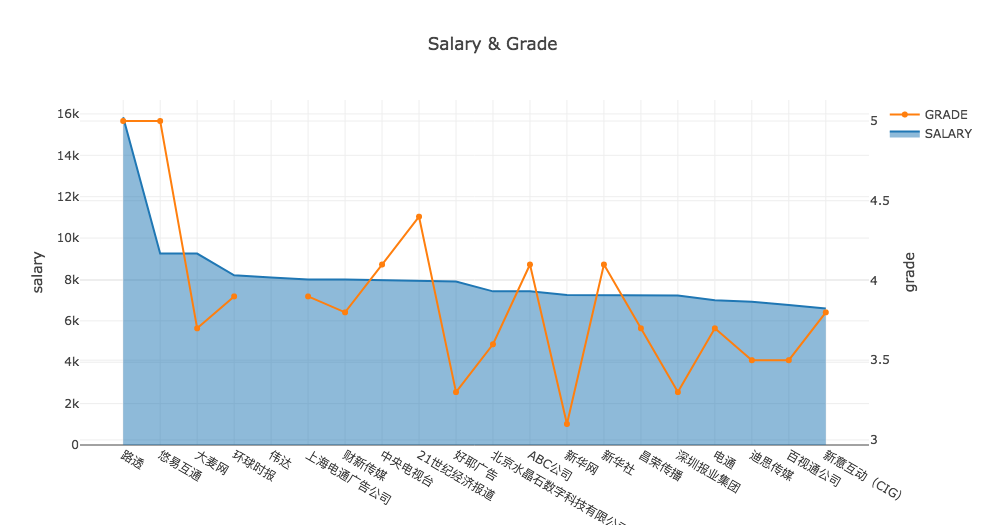 Salary & Grade
GRADE
SALARY
16k
14k
12k
10k
8k
6k
4k
2k
0
salary
5
4.5
4
3.5
3
grade
路透
悠易互通
大麦网
环球时报
伟达
上海电通广告公司
财新传媒
中央电视台
21世纪经济报道
好耶广告
北京水晶石数字科技有限公
ABC公司
新华网
新华社
昌荣传播
深圳报业集团
电通
迪思传媒
百视通公司
新意互动（CIG）